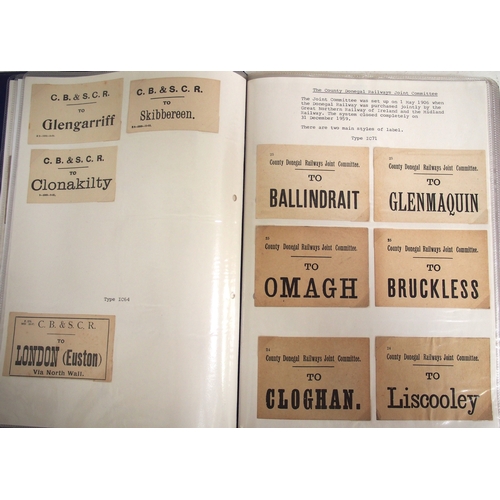 C. B. & S. C. R.
TO
Glengarriff
C. B. & S. C. R.
TO
Skibbereen.
C. B. & S. C. R.
TO
Clonakilty
Type 1064
C. B. & S. C. R.
TO
LONDON (Euston)
Via North Wall.
The County Donegal Railways Joint Committee
The Joint Committee was set up on 1 may 1906 when
the Donegal Railway was purchased jointly by the
Great Northern Railway of Ireland and the Midland
Railway. The system closed completely on
31 December 1959.
There are two main styles of label.
Type 1071
County Donegal Railways Joint Committee.
TO
BALLINDRAIT
County Donegal Railways Joint Committee.
TO
GLENMAQUIN
County Donegal Railways Joint Committee.
TO
OMAGH
County Donegal Railways Joint Committee.
TO
BRUCKLESS
County Donegal Railways Joint Committee.
TO
CLOGHAN.
County Donegal Railways Joint Committee.
TO
Liscooley